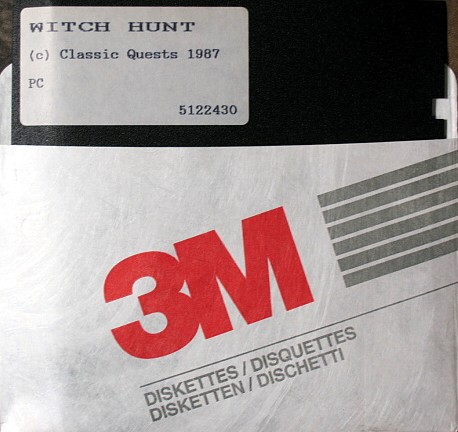 WITCH HUNT
(c) Classic Quests 1987
PC
5122430
3M
DISKETTES / DISQUETTES
DISKETTEN / DISCHETTI